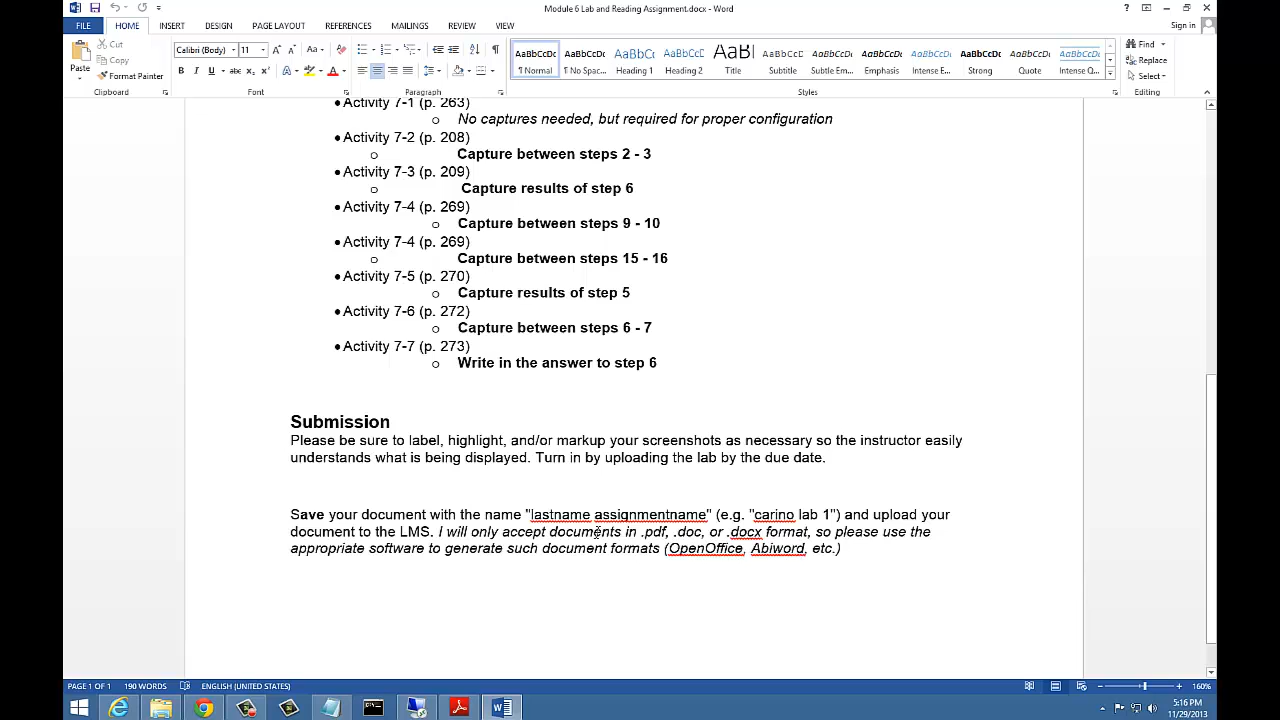 Module 6 Lab and Reading Assignment.docx - Word
Sign in
FILE HOME INSERT DESIGN PAGE LAYOUT REFERENCES MAILINGS REVIEW VIEW
Cut
Copy
Format Painter
Paste
Calibri (Body) 11
AaBbCcDc AaBbCcDc AaBbCc AaBbCcC AaBl AaBbCcD AaBbCcDc AaBbCcDc AaBbCcDc AaBbCcDc AaBbCcDc AaBbCcDc
¶ Normal ¶ No Spac... Heading 1 Heading 2 Title Subtitle Subtle Em... Emphasis Intense E... Strong Quote Intense Q...
Find
Replace
Select
Clipboard Font Paragraph Styles Editing
•Activity 7-1 (p. 263)
o No captures needed, but required for proper configuration
•Activity 7-2 (p. 208)
o Capture between steps 2 - 3
•Activity 7-3 (p. 209)
o Capture results of step 6
•Activity 7-4 (p. 269)
o Capture between steps 9 - 10
•Activity 7-4 (p. 269)
o Capture between steps 15 - 16
•Activity 7-5 (p. 270)
o Capture results of step 5
•Activity 7-6 (p. 272)
o Capture between steps 6 - 7
•Activity 7-7 (p. 273)
o Write in the answer to step 6
Submission
Please be sure to label, highlight, and/or markup your screenshots as necessary so the instructor easily
understands what is being displayed. Turn in by uploading the lab by the due date.
Save your document with the name "lastname assignmentname" (e.g. "carino lab 1") and upload your
document to the LMS. I will only accept documents in .pdf, .doc, or .docx format, so please use the
appropriate software to generate such document formats (OpenOffice, Abiword, etc.)
PAGE 1 OF 1 190 WORDS ENGLISH (UNITED STATES) 160%
5:16 PM
11/29/2013